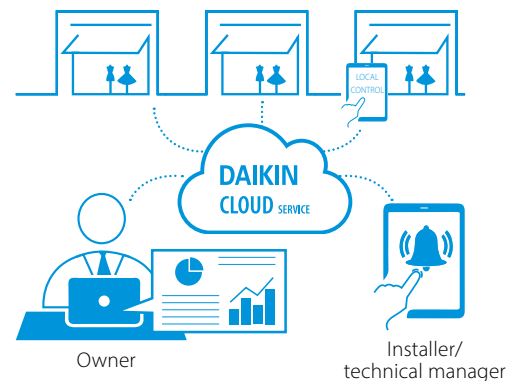 LOCAL
CONTROL
DAIKIN
CLOUD SERVICE
Owner
Installer/
technical manager